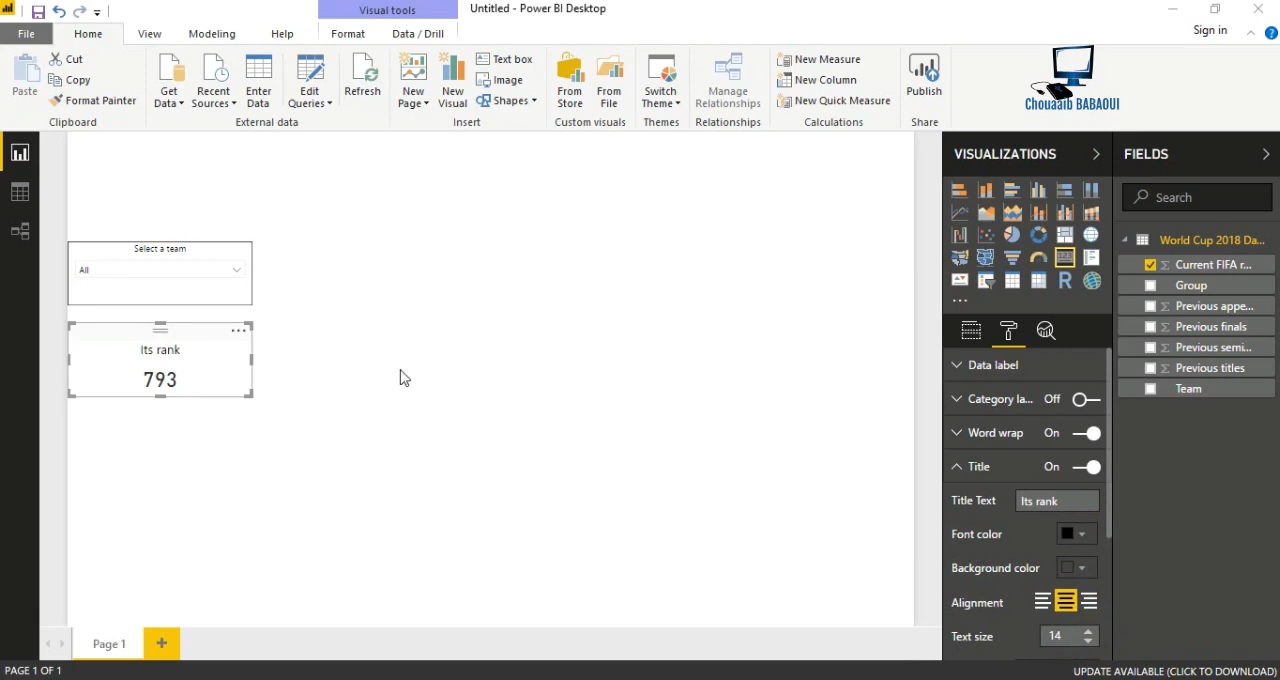 Visual tools
Untitled - Power BI Desktop
File
Home
View
Modeling
Help
Format
Data / Drill
Sign in
Paste
Cut
Copy
Format Painter
Clipboard
Get Data
Recent Sources
Enter Data
Edit Queries
Refresh
External data
New Page
New Visual
Text box
Image
Shapes
Insert
From Store
From File
Custom visuals
Switch Theme
Themes
Manage Relationships
Relationships
New Measure
New Column
New Quick Measure
Calculations
Publish
Share
Chouaaib BABAOUI
Select a team
All
Its rank
793
VISUALIZATIONS
R
Data label
Category la... Off
Word wrap On
Title On
Title Text Its rank
Font color
Background color
Alignment
Text size 14
FIELDS
Search
World Cup 2018 Da...
Current FIFA r...
Group
Previous appe...
Previous finals
Previous semi...
Previous titles
Team
Page 1
PAGE 1 OF 1
UPDATE AVAILABLE (CLICK TO DOWNLOAD)